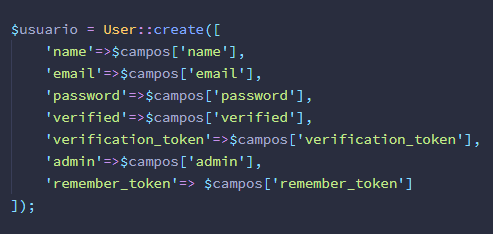 $usuario = User::create([
'name'=>$campos['name'],
'email'=>$campos['email'],
'password'=>$campos['password'],
'verified'=>$campos['verified'],
'verification_token'=>$campos['verification_token'],
'admin'=>$campos['admin'],
'remember_token'=> $campos['remember_token']
]);